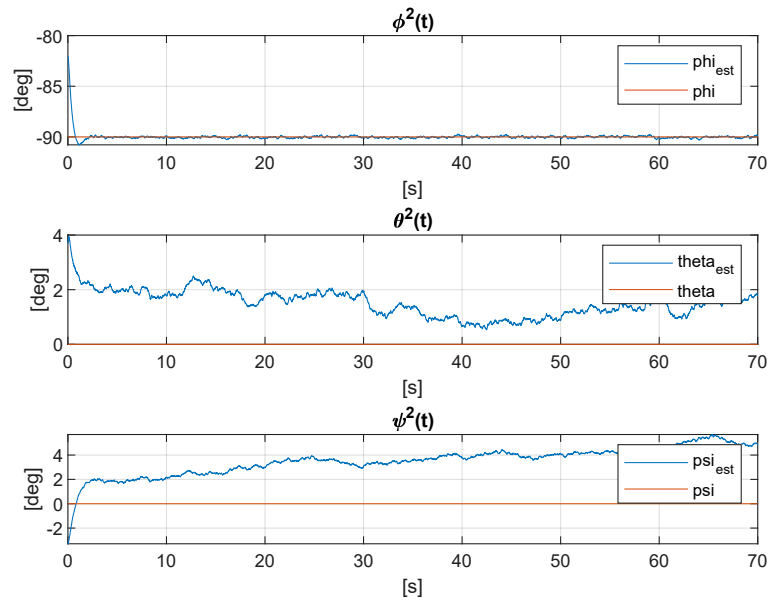 ϕ²(t)
-80
-85
-90
[deg]
phi_est
phi
0 10 20 30 40 50 60 70
[s]
θ²(t)
4
2
0
[deg]
theta_est
theta
0 10 20 30 40 50 60 70
[s]
ψ²(t)
4
2
0
-2
[deg]
psi_est
psi
0 10 20 30 40 50 60 70
[s]